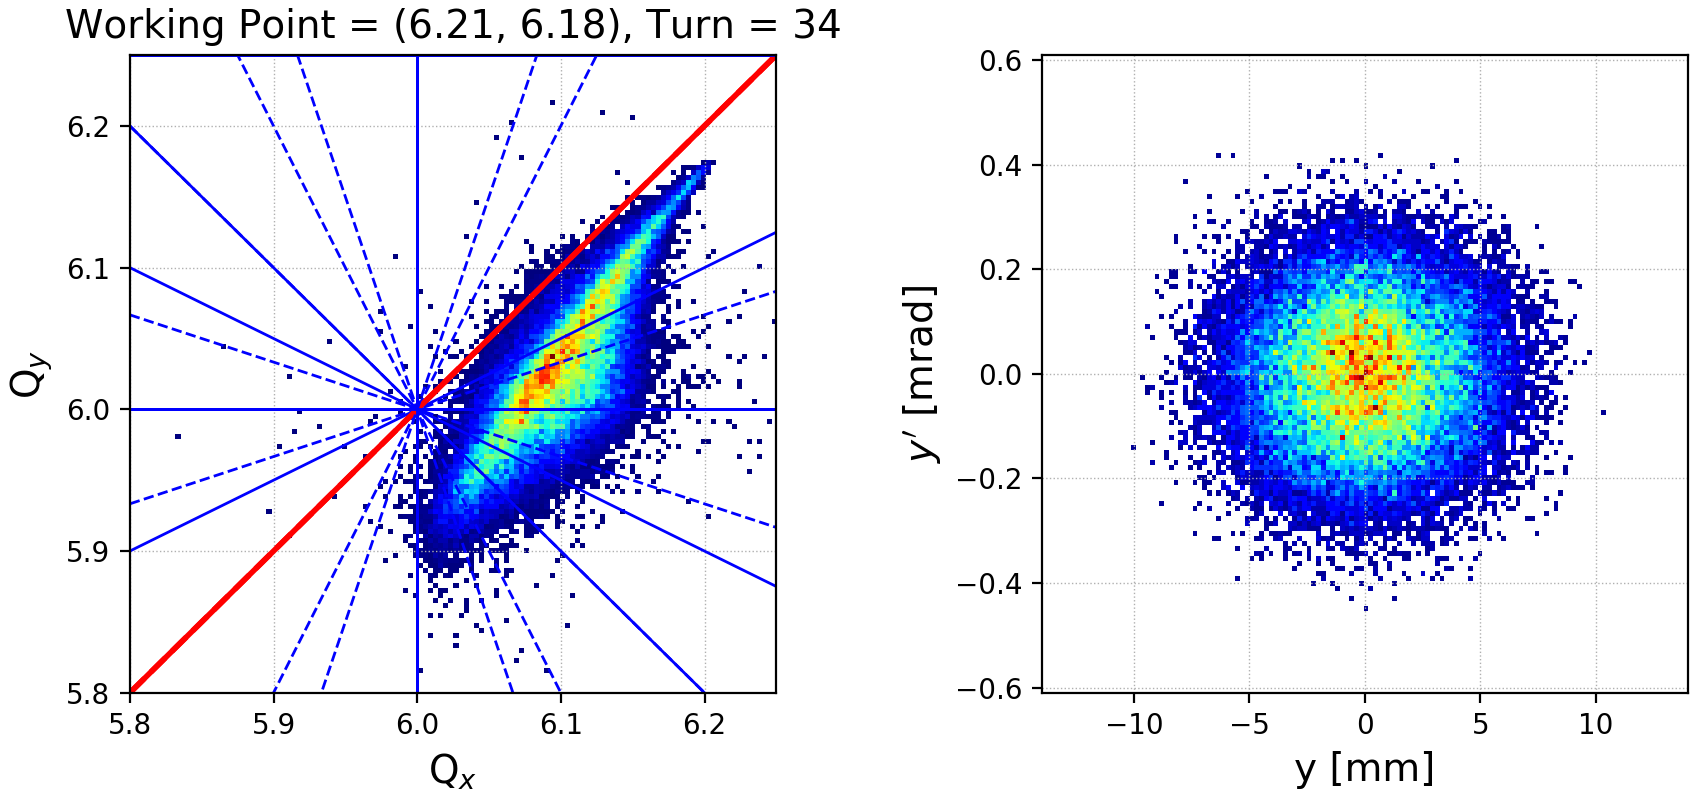 Working Point = (6.21, 6.18), Turn = 34
6.2
6.1
6.0
5.9
5.8
Q_y
5.8 5.9 6.0 6.1 6.2
Q_x
0.6
0.4
0.2
0.0
−0.2
−0.4
−0.6
y′ [mrad]
−10 −5 0 5 10
y [mm]